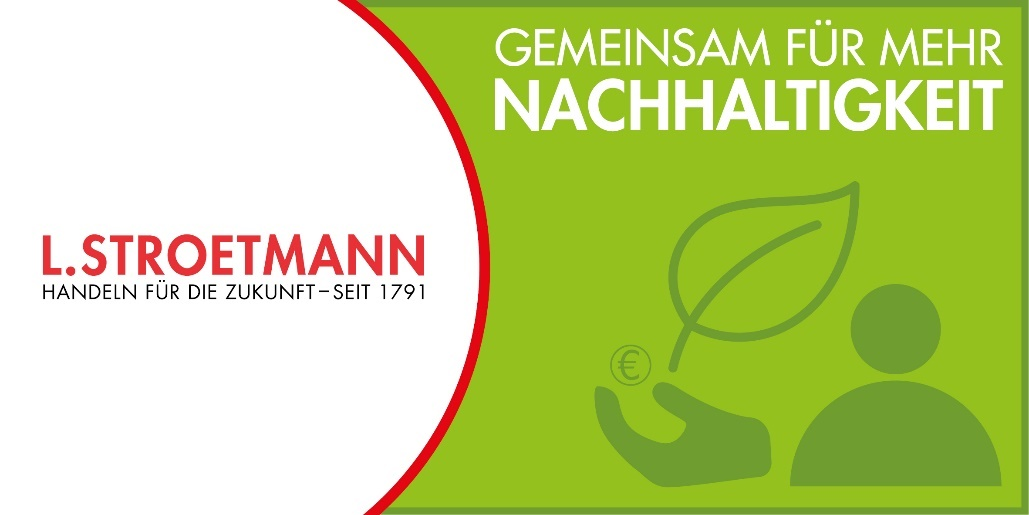 L.STROETMANN
HANDELN FÜR DIE ZUKUNFT–SEIT 1791
GEMEINSAM FÜR MEHR
NACHHALTIGKEIT
€